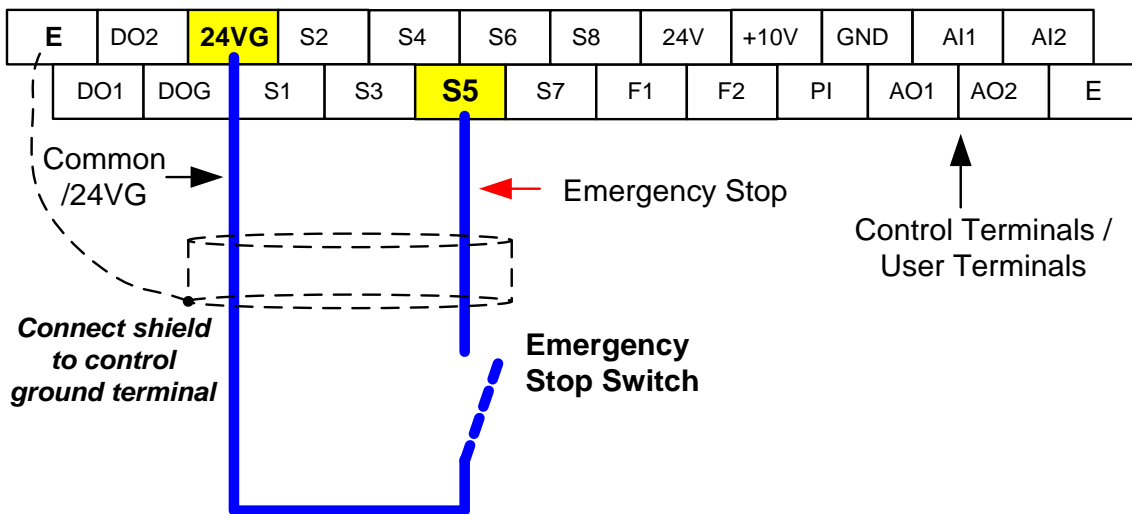 E DO2 24VG S2 S4 S6 S8 24V +10V GND AI1 AI2
DO1 DOG S1 S3 S5 S7 F1 F2 PI AO1 AO2 E
Common
/24VG
Emergency Stop
Control Terminals /
User Terminals
Connect shield
to control
ground terminal
Emergency
Stop Switch